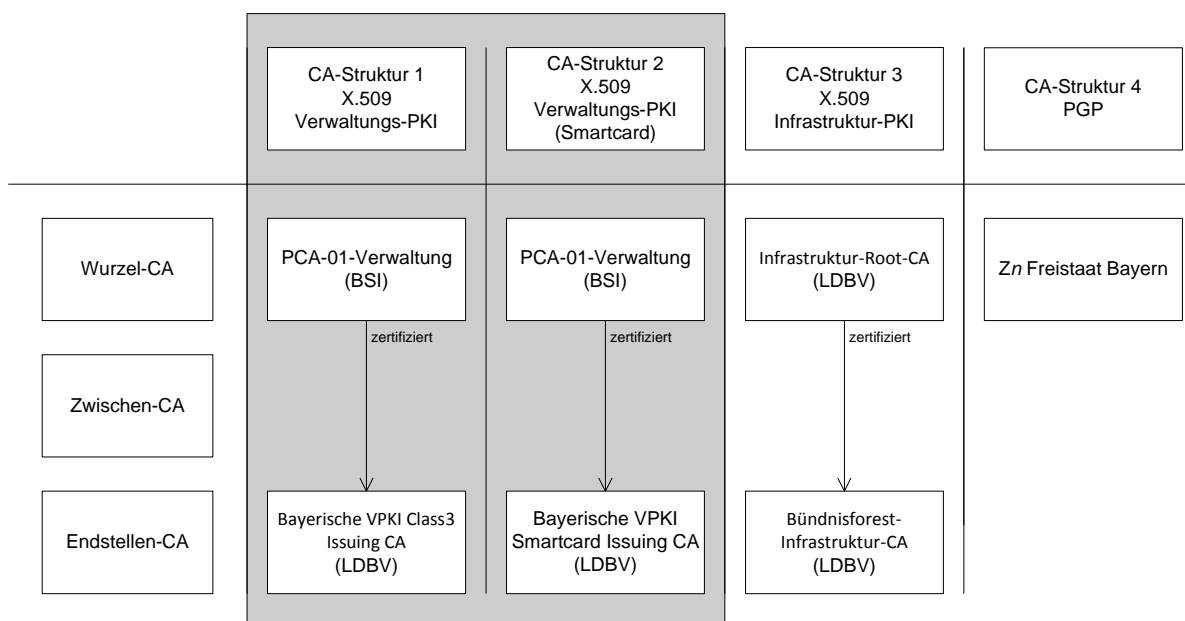 CA-Struktur 1
X.509
Verwaltungs-PKI
CA-Struktur 2
X.509
Verwaltungs-PKI
(Smartcard)
CA-Struktur 3
X.509
Infrastruktur-PKI
CA-Struktur 4
PGP
Wurzel-CA
PCA-01-Verwaltung
(BSI)
PCA-01-Verwaltung
(BSI)
Infrastruktur-Root-CA
(LDBV)
Zn Freistaat Bayern
zertifiziert
zertifiziert
zertifiziert
Zwischen-CA
Endstellen-CA
Bayerische VPKI Class3
Issuing CA
(LDBV)
Bayerische VPKI
Smartcard Issuing CA
(LDBV)
Bündnisforest-
Infrastruktur-CA
(LDBV)